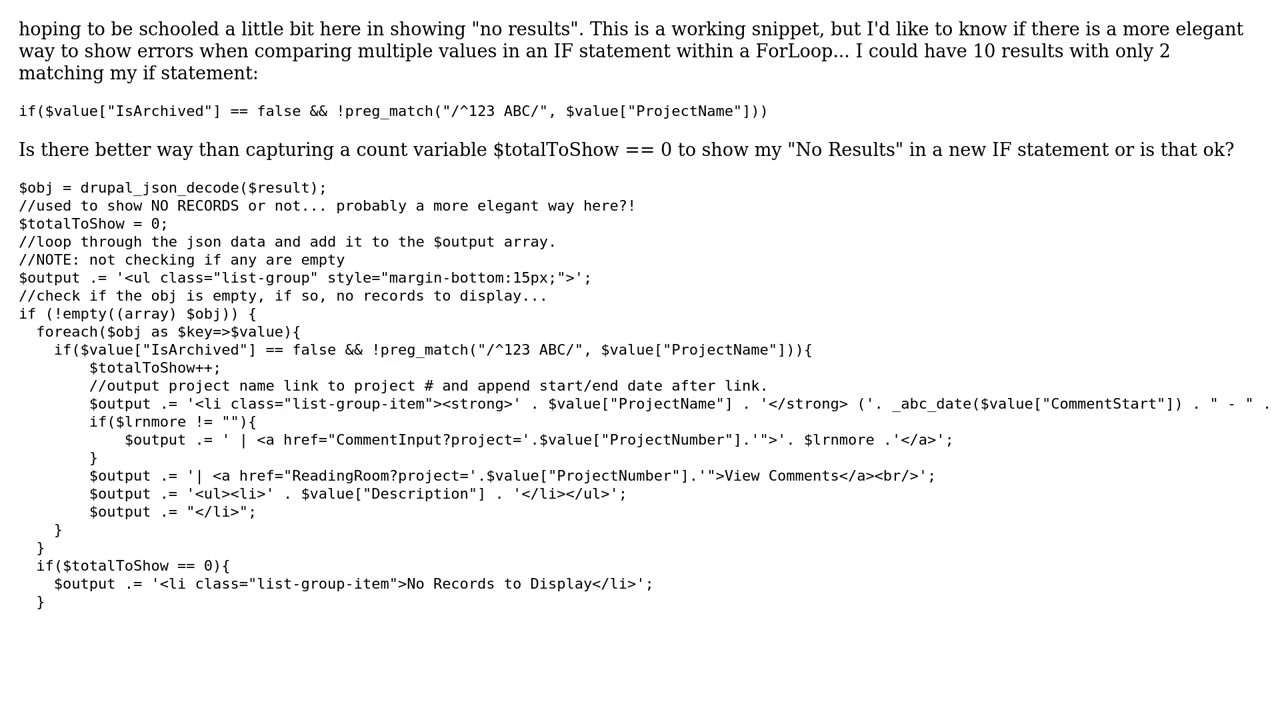 hoping to be schooled a little bit here in showing "no results". This is a working snippet, but I'd like to know if there is a more elegant
way to show errors when comparing multiple values in an IF statement within a ForLoop... I could have 10 results with only 2
matching my if statement:
if($value["IsArchived"] == false && !preg_match("/^123 ABC/", $value["ProjectName"]))
Is there better way than capturing a count variable $totalToShow == 0 to show my "No Results" in a new IF statement or is that ok?
$obj = drupal_json_decode($result);
//used to show NO RECORDS or not... probably a more elegant way here?!
$totalToShow = 0;
//loop through the json data and add it to the $output array.
//NOTE: not checking if any are empty
$output .= '<ul class="list-group" style="margin-bottom:15px;">';
//check if the obj is empty, if so, no records to display...
if (!empty((array) $obj)) {
  foreach($obj as $key=>$value){
    if($value["IsArchived"] == false && !preg_match("/^123 ABC/", $value["ProjectName"])){
        $totalToShow++;
        //output project name link to project # and append start/end date after link.
        $output .= '<li class="list-group-item"><strong>' . $value["ProjectName"] . '</strong> ('. _abc_date($value["CommentStart"]) . " - " .
        if($lrnmore != ""){
            $output .= ' | <a href="CommentInput?project='.$value["ProjectNumber"].'">'. $lrnmore .'</a>';
        }
        $output .= '| <a href="ReadingRoom?project='.$value["ProjectNumber"].'">View Comments</a><br/>';
        $output .= '<ul><li>' . $value["Description"] . '</li></ul>';
        $output .= "</li>";
    }
  }
  if($totalToShow == 0){
    $output .= '<li class="list-group-item">No Records to Display</li>';
  }